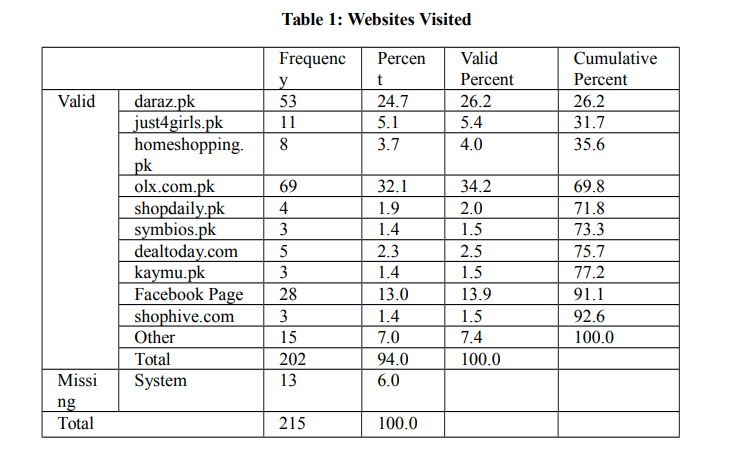 Table 1: Websites Visited
Frequenc Percen Valid Cumulative
y t Percent Percent
Valid daraz.pk 53 24.7 26.2 26.2
just4girls.pk 11 5.1 5.4 31.7
homeshopping. 8 3.7 4.0 35.6
pk
olx.com.pk 69 32.1 34.2 69.8
shopdaily.pk 4 1.9 2.0 71.8
symbios.pk 3 1.4 1.5 73.3
dealtoday.com 5 2.3 2.5 75.7
kaymu.pk 3 1.4 1.5 77.2
Facebook Page 28 13.0 13.9 91.1
shophive.com 3 1.4 1.5 92.6
Other 15 7.0 7.4 100.0
Total 202 94.0 100.0
Missi System 13 6.0
ng
Total 215 100.0